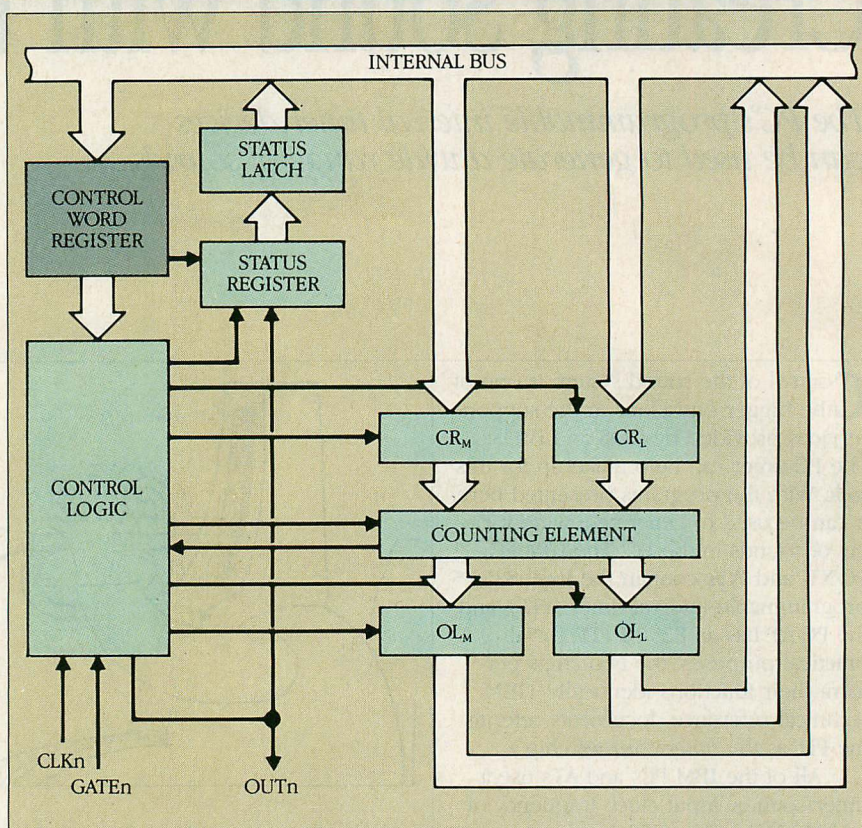 INTERNAL BUS
STATUS
LATCH
CONTROL
WORD
REGISTER
STATUS
REGISTER
CONTROL
LOGIC
CR_M
CR_L
COUNTING ELEMENT
OL_M
OL_L
CLKn
GATEn
OUTn